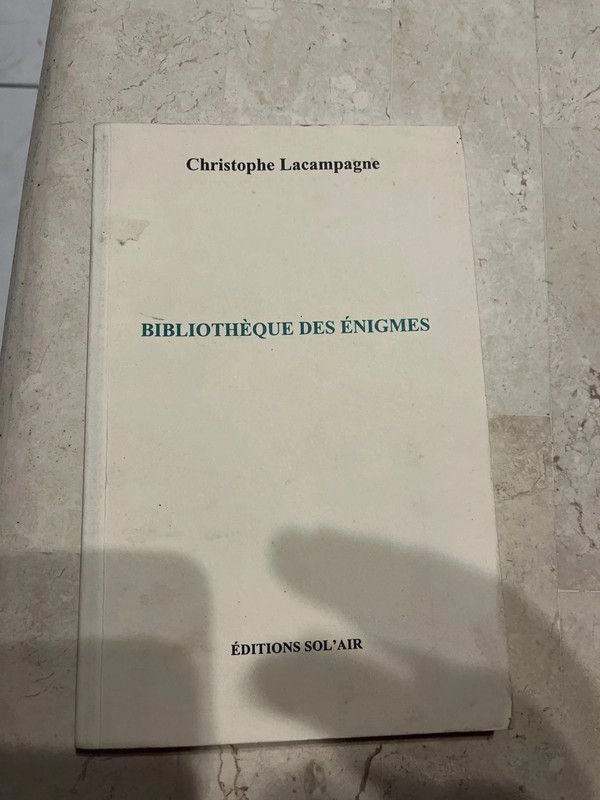 Christophe Lacampagne
BIBLIOTHÈQUE DES ÉNIGMES
ÉDITIONS SOL'AIR